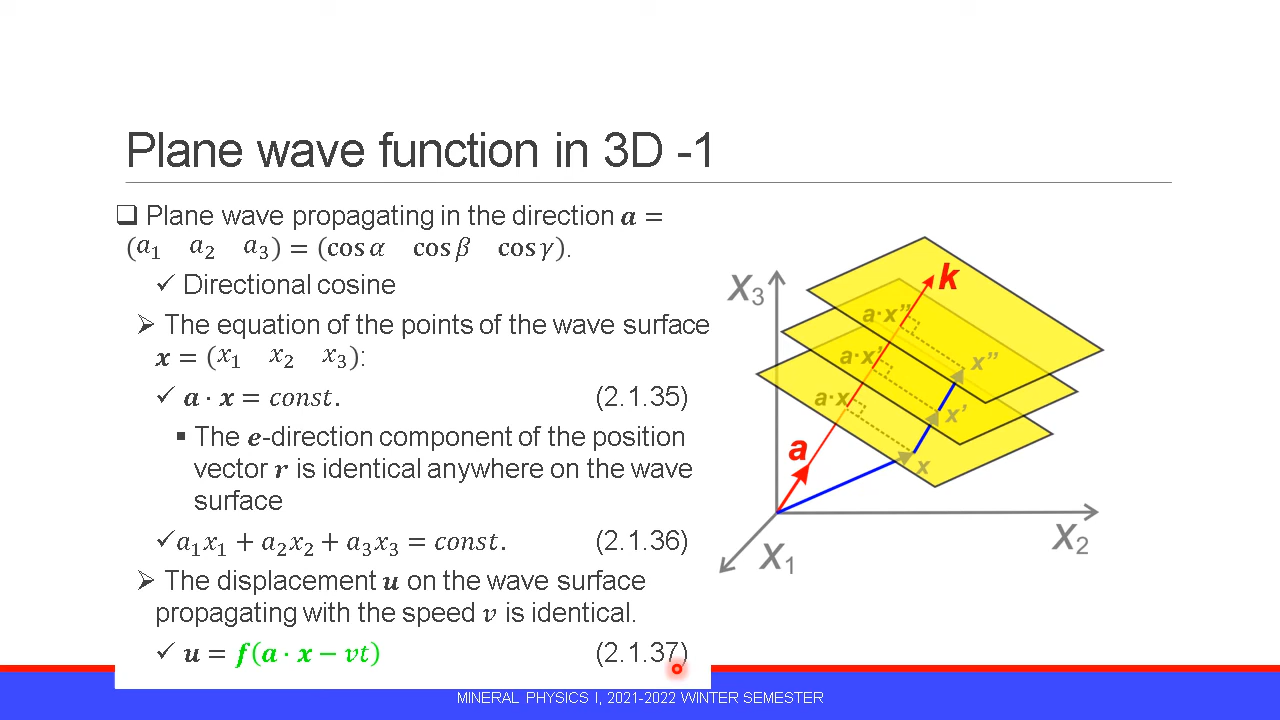 Plane wave function in 3D -1
❑ Plane wave propagating in the direction 𝒂 =
(𝑎₁ 𝑎₂ 𝑎₃) = (cos 𝛼 cos 𝛽 cos 𝛾).
✓ Directional cosine
➢ The equation of the points of the wave surface
𝒙 = (𝑥₁ 𝑥₂ 𝑥₃):
✓ 𝒂 ∙ 𝒙 = 𝑐𝑜𝑛𝑠𝑡. (2.1.35)
▪ The 𝒆-direction component of the position
vector 𝒓 is identical anywhere on the wave
surface
✓ 𝑎₁𝑥₁ + 𝑎₂𝑥₂ + 𝑎₃𝑥₃ = 𝑐𝑜𝑛𝑠𝑡. (2.1.36)
➢ The displacement 𝒖 on the wave surface
propagating with the speed 𝑣 is identical.
✓ 𝒖 = 𝒇(𝒂 ∙ 𝒙 − 𝑣𝑡) (2.1.37)
X₃
k
a·x''
a·x'
a·x
x''
x'
x
a
X₂
X₁
MINERAL PHYSICS I, 2021-2022 WINTER SEMESTER